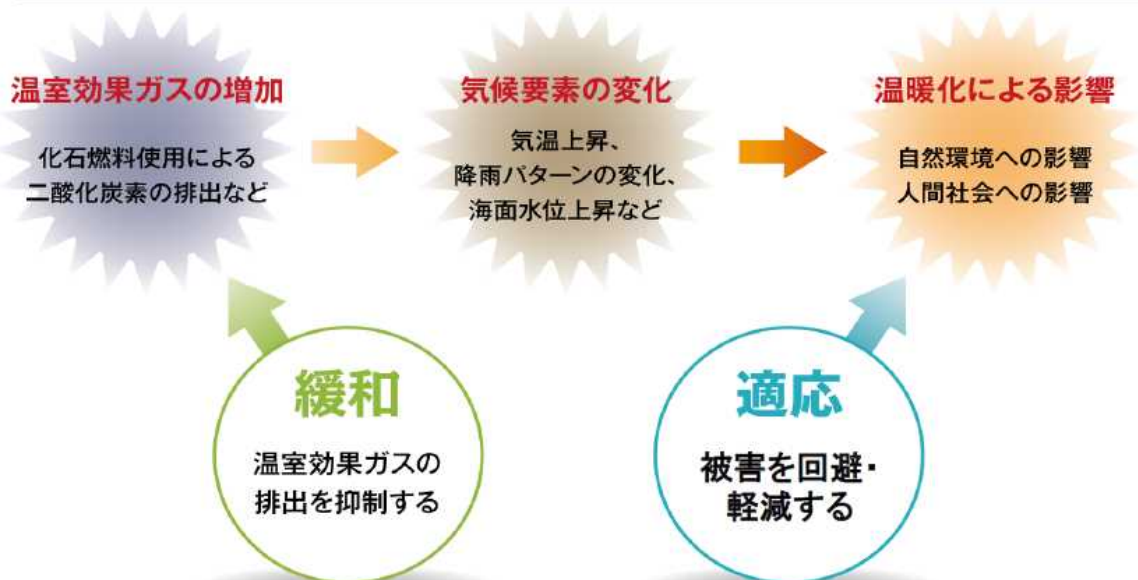 温室効果ガスの増加
化石燃料使用による
二酸化炭素の排出など
気候要素の変化
気温上昇、
降雨パターンの変化、
海面水位上昇など
温暖化による影響
自然環境への影響
人間社会への影響
緩和
温室効果ガスの
排出を抑制する
適応
被害を回避・
軽減する